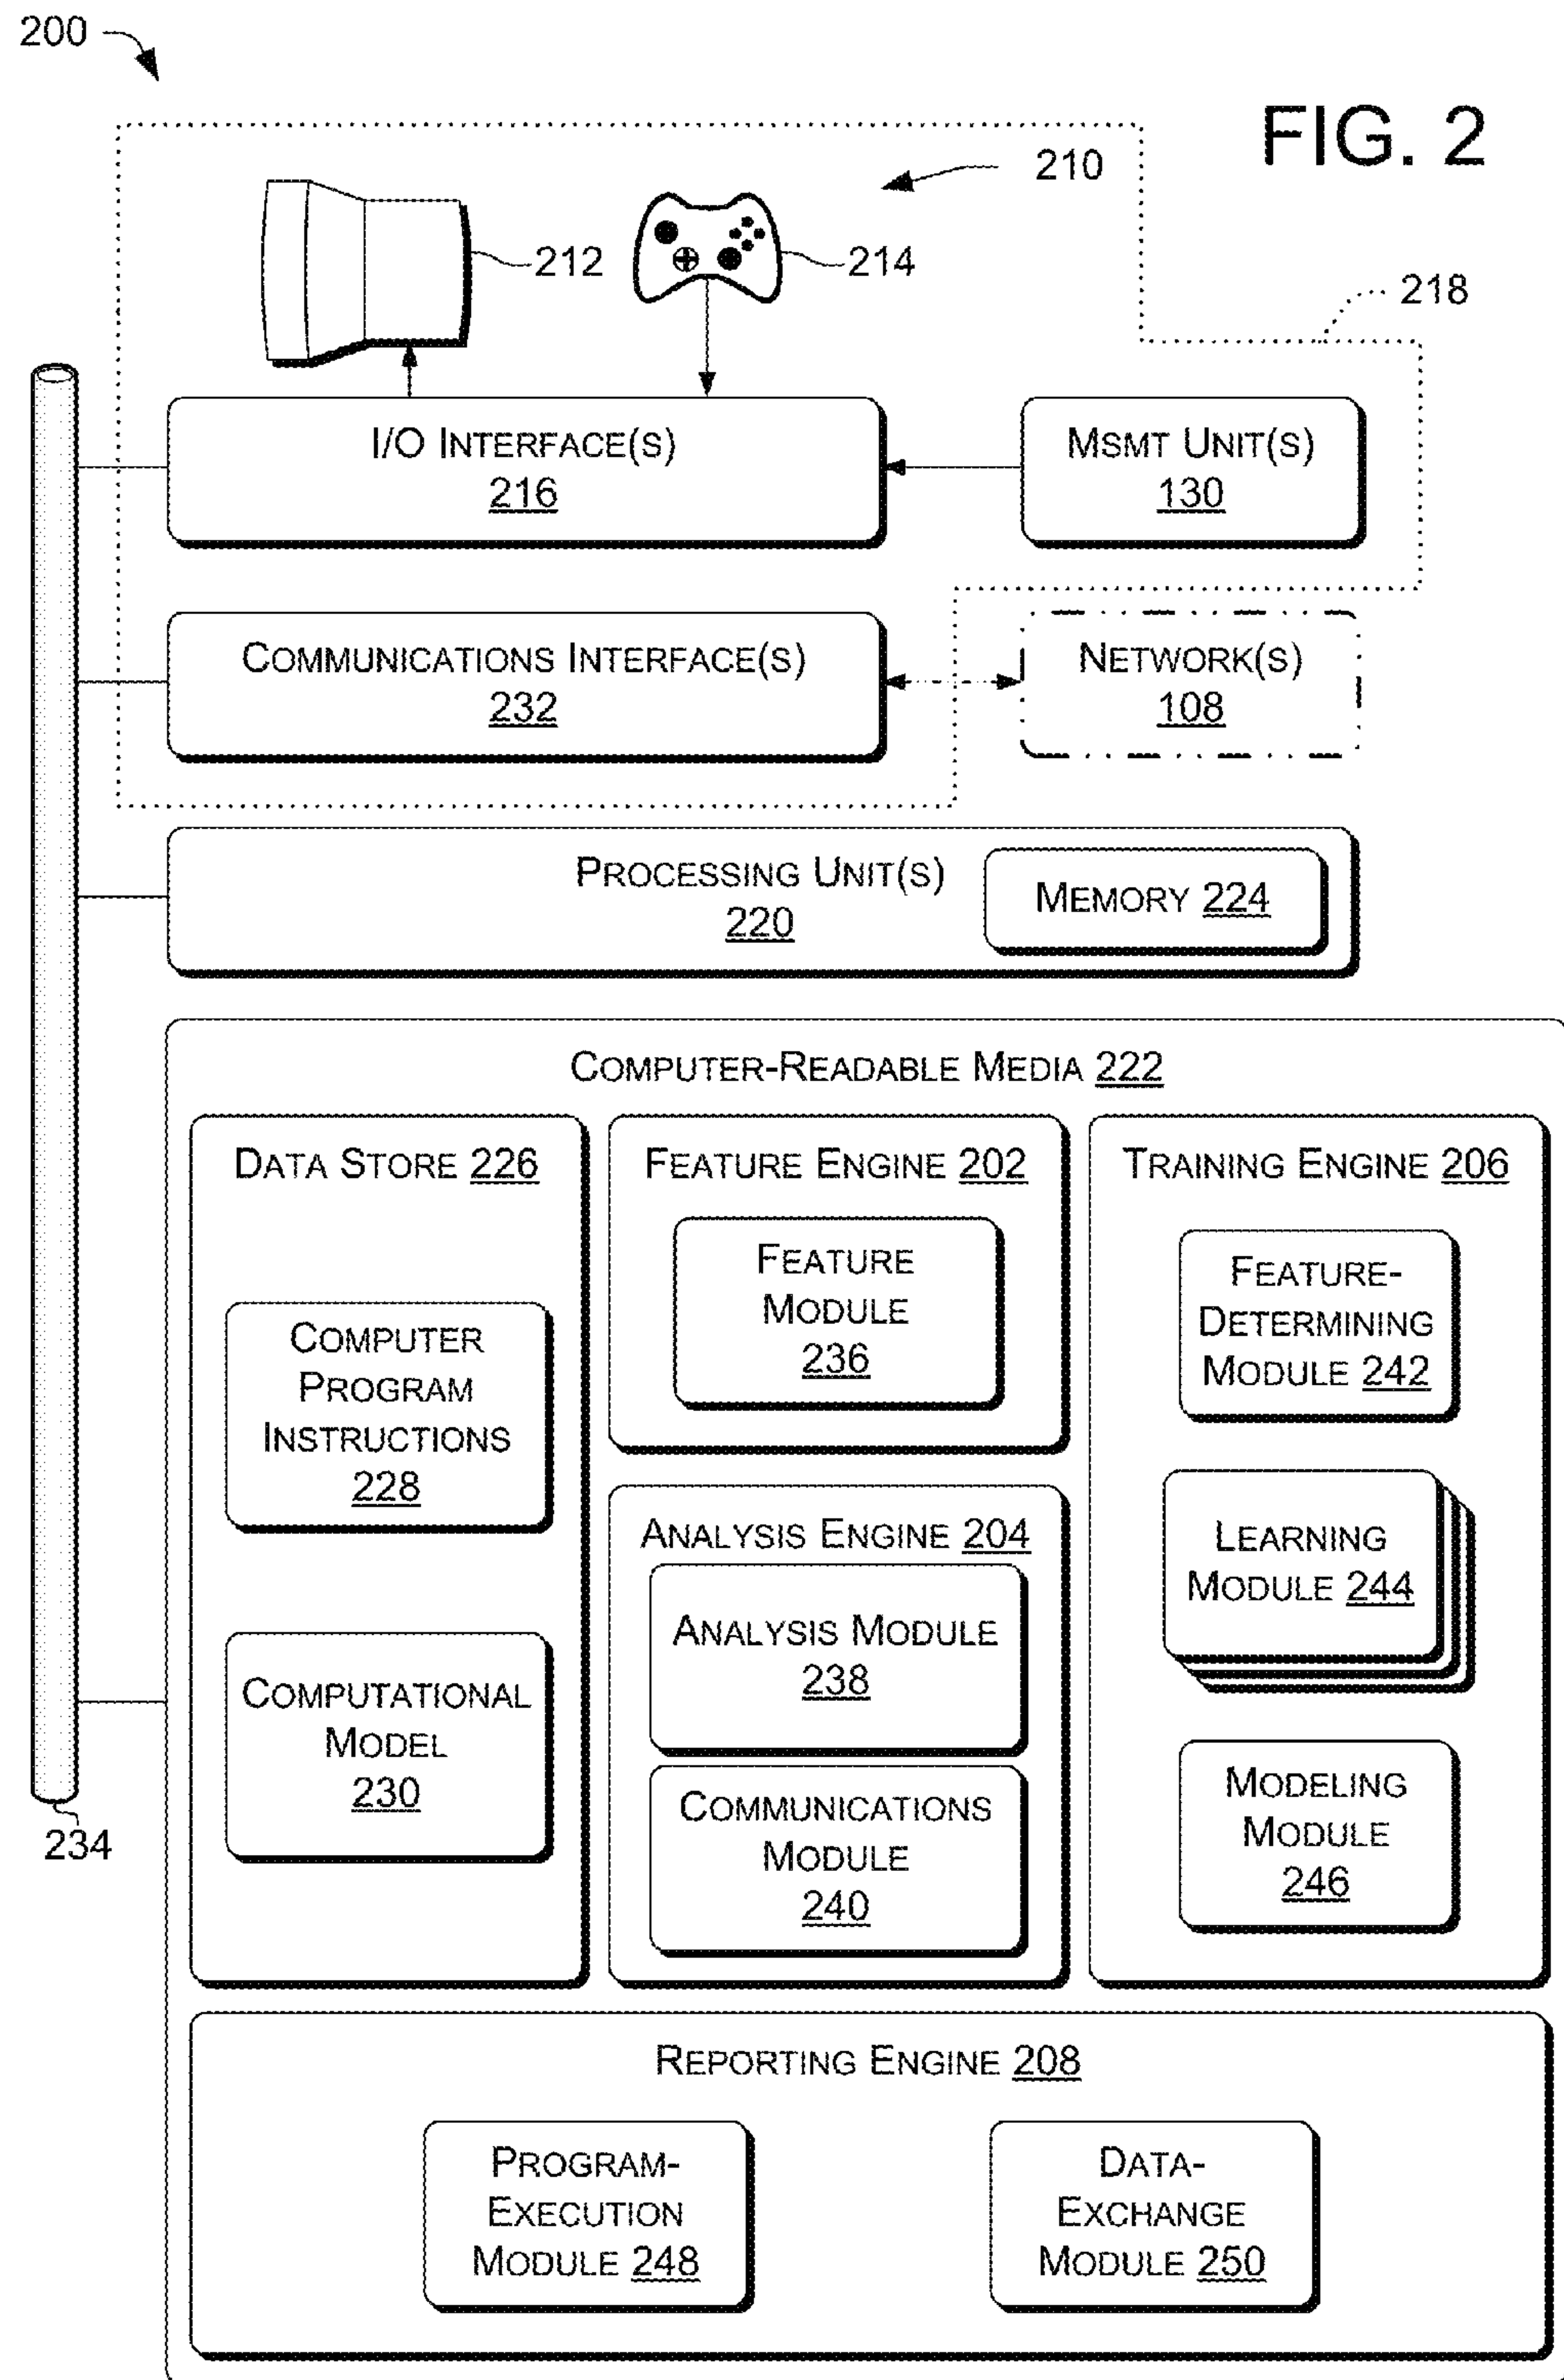 200
FIG. 2
210
212
214
218
I/O INTERFACE(S)
216
MSMT UNIT(S)
130
COMMUNICATIONS INTERFACE(S)
232
NETWORK(S)
108
PROCESSING UNIT(S)
220
MEMORY 224
COMPUTER-READABLE MEDIA 222
DATA STORE 226
COMPUTER
PROGRAM
INSTRUCTIONS
228
COMPUTATIONAL
MODEL
230
234
FEATURE ENGINE 202
FEATURE
MODULE
236
ANALYSIS ENGINE 204
ANALYSIS MODULE
238
COMMUNICATIONS
MODULE
240
TRAINING ENGINE 206
FEATURE-
DETERMINING
MODULE 242
LEARNING
MODULE 244
MODELING
MODULE
246
REPORTING ENGINE 208
PROGRAM-
EXECUTION
MODULE 248
DATA-
EXCHANGE
MODULE 250